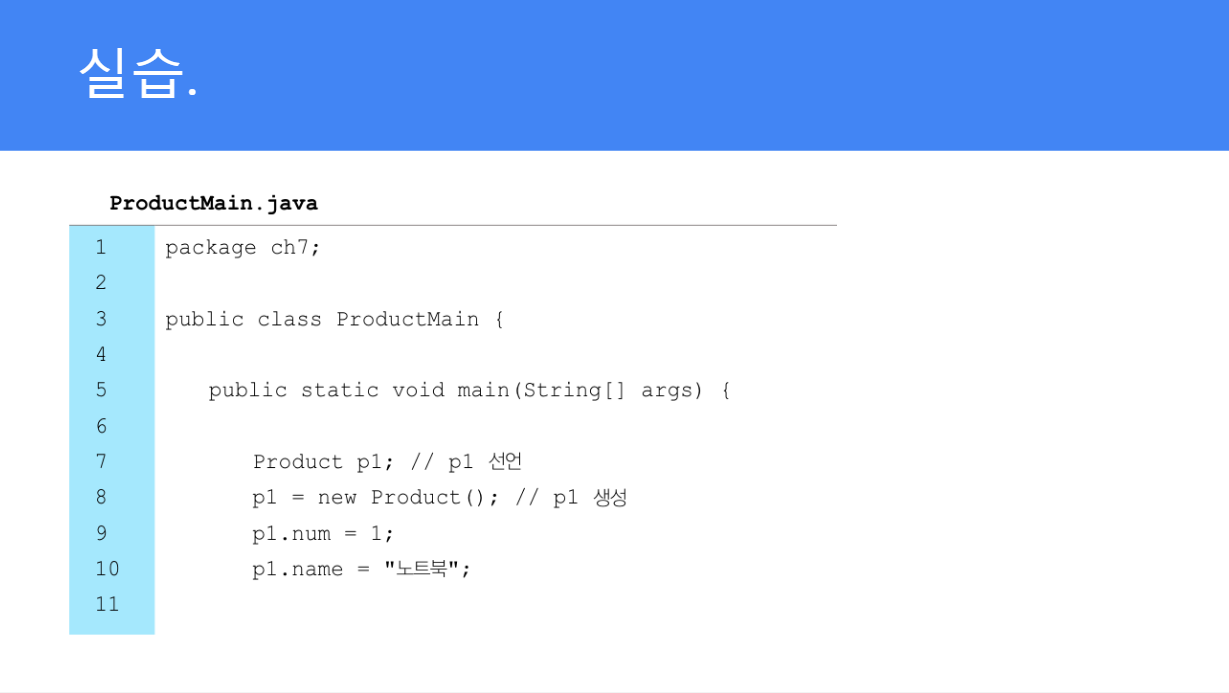 실습.
ProductMain.java
1 package ch7;
2
3 public class ProductMain {
4
5 public static void main(String[] args) {
6
7 Product p1; // p1 선언
8 p1 = new Product(); // p1 생성
9 p1.num = 1;
10 p1.name = "노트북";
11